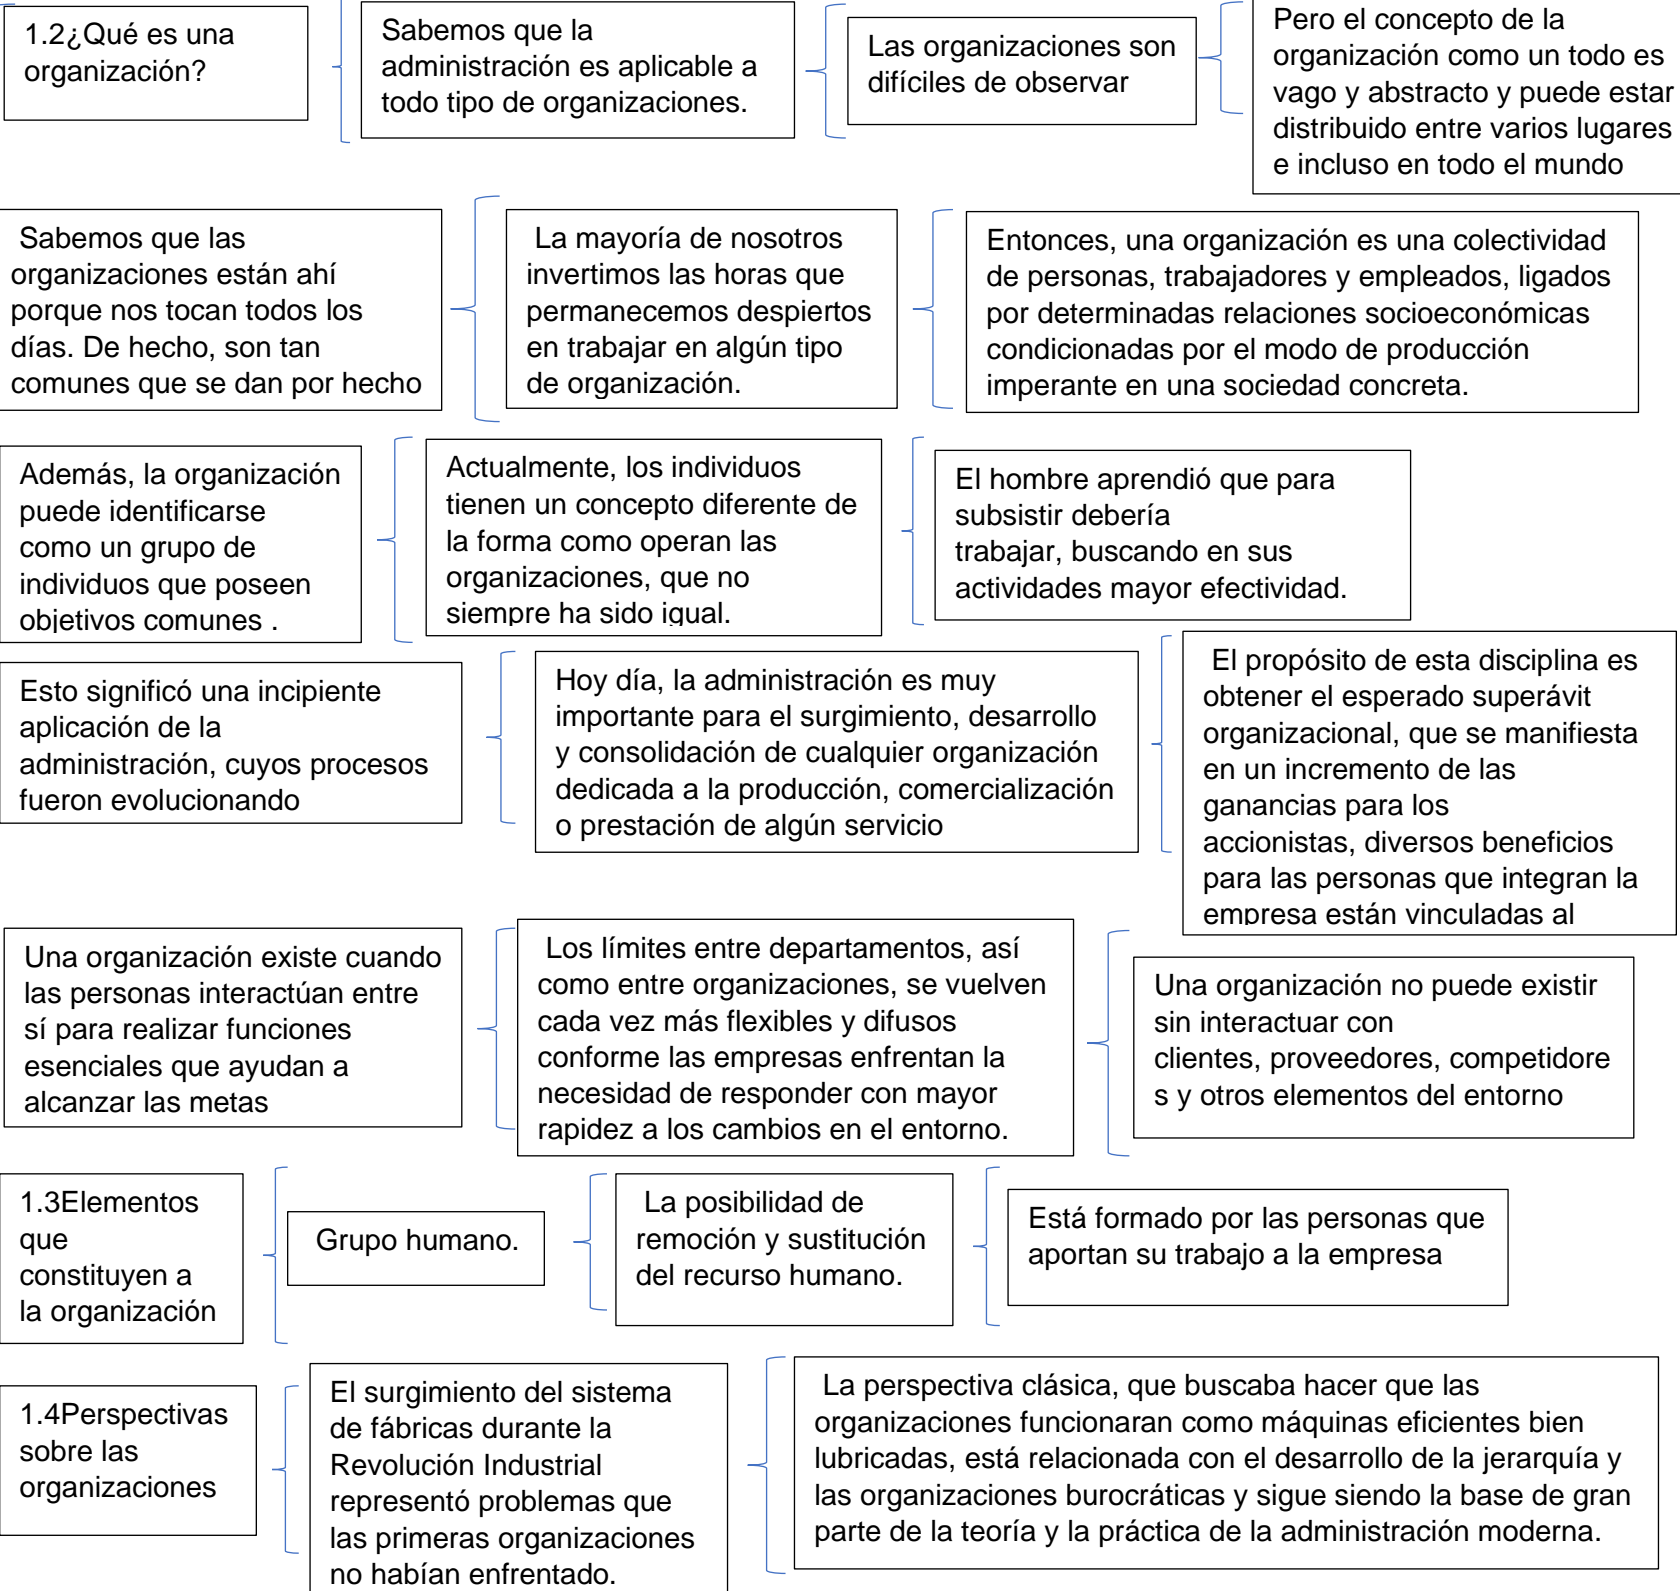 1.2¿Qué es una
organización?
Sabemos que la
administración es aplicable a
todo tipo de organizaciones.
Las organizaciones son
difíciles de observar
Pero el concepto de la
organización como un todo es
vago y abstracto y puede estar
distribuido entre varios lugares
e incluso en todo el mundo
Sabemos que las
organizaciones están ahí
porque nos tocan todos los
días. De hecho, son tan
comunes que se dan por hecho
La mayoría de nosotros
invertimos las horas que
permanecemos despiertos
en trabajar en algún tipo
de organización.
Entonces, una organización es una colectividad
de personas, trabajadores y empleados, ligados
por determinadas relaciones socioeconómicas
condicionadas por el modo de producción
imperante en una sociedad concreta.
Además, la organización
puede identificarse
como un grupo de
individuos que poseen
objetivos comunes .
Actualmente, los individuos
tienen un concepto diferente de
la forma como operan las
organizaciones, que no
siempre ha sido igual.
El hombre aprendió que para
subsistir debería
trabajar, buscando en sus
actividades mayor efectividad.
Esto significó una incipiente
aplicación de la
administración, cuyos procesos
fueron evolucionando
Hoy día, la administración es muy
importante para el surgimiento, desarrollo
y consolidación de cualquier organización
dedicada a la producción, comercialización
o prestación de algún servicio
El propósito de esta disciplina es
obtener el esperado superávit
organizacional, que se manifiesta
en un incremento de las
ganancias para los
accionistas, diversos beneficios
para las personas que integran la
empresa están vinculadas al
Una organización existe cuando
las personas interactúan entre
sí para realizar funciones
esenciales que ayudan a
alcanzar las metas
Los límites entre departamentos, así
como entre organizaciones, se vuelven
cada vez más flexibles y difusos
conforme las empresas enfrentan la
necesidad de responder con mayor
rapidez a los cambios en el entorno.
Una organización no puede existir
sin interactuar con
clientes, proveedores, competidore
s y otros elementos del entorno
1.3Elementos
que
constituyen a
la organización
Grupo humano.
La posibilidad de
remoción y sustitución
del recurso humano.
Está formado por las personas que
aportan su trabajo a la empresa
1.4Perspectivas
sobre las
organizaciones
El surgimiento del sistema
de fábricas durante la
Revolución Industrial
representó problemas que
las primeras organizaciones
no habían enfrentado.
La perspectiva clásica, que buscaba hacer que las
organizaciones funcionaran como máquinas eficientes bien
lubricadas, está relacionada con el desarrollo de la jerarquía y
las organizaciones burocráticas y sigue siendo la base de gran
parte de la teoría y la práctica de la administración moderna.